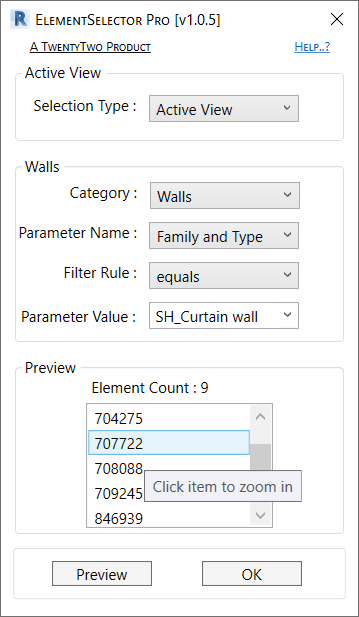 ElementSelector Pro [v1.0.5]
A TwentyTwo Product Help..?
Active View
Selection Type : Active View
Walls
Category : Walls
Parameter Name : Family and Type
Filter Rule : equals
Parameter Value : SH_Curtain wall
Preview
Element Count : 9
704275
707722
708088
709245
Click item to zoom in
846939
Preview OK